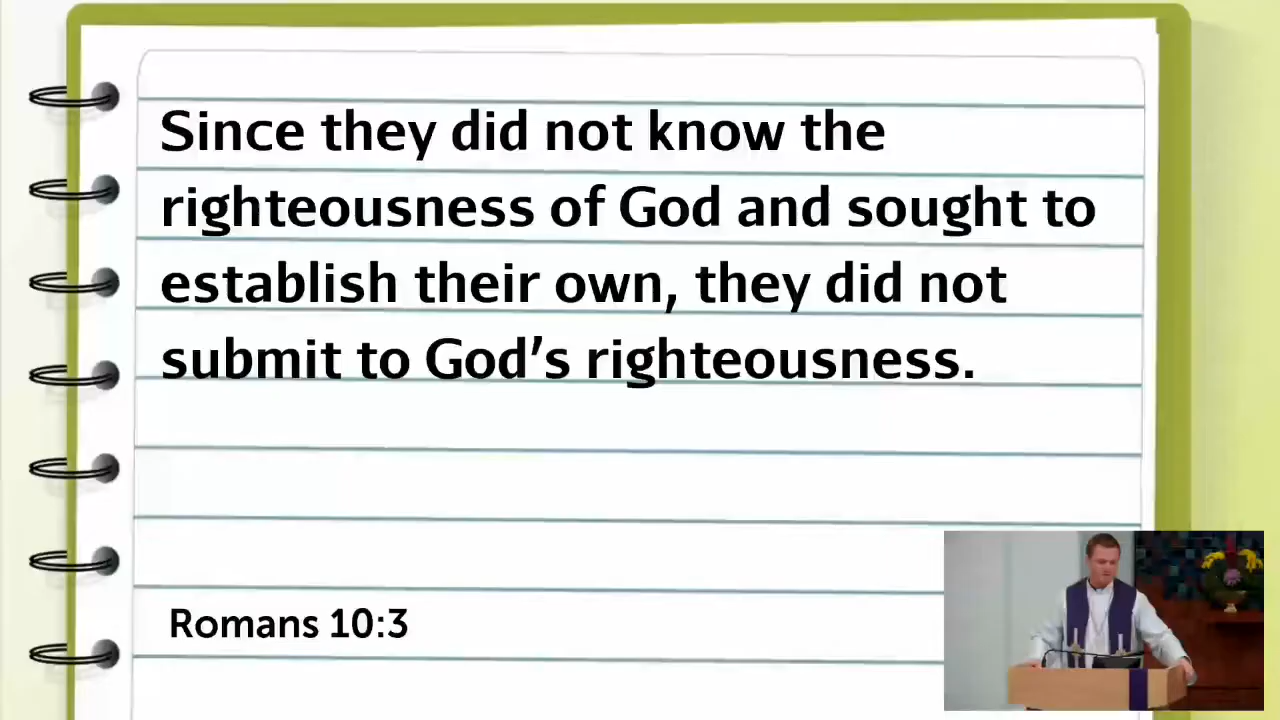 Since they did not know the
righteousness of God and sought to
establish their own, they did not
submit to God’s righteousness.
Romans 10:3